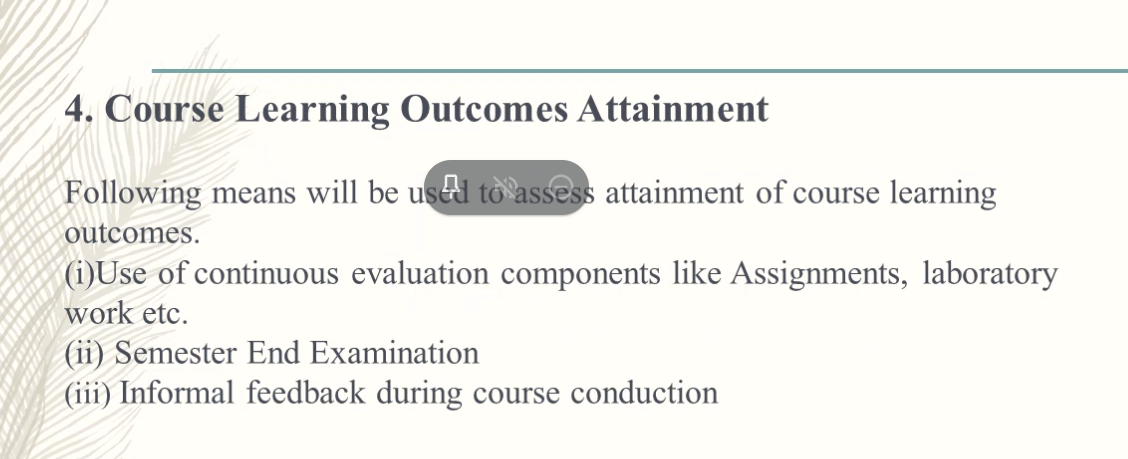 4. Course Learning Outcomes Attainment
Following means will be used to assess attainment of course learning
outcomes.
(i)Use of continuous evaluation components like Assignments, laboratory
work etc.
(ii) Semester End Examination
(iii) Informal feedback during course conduction